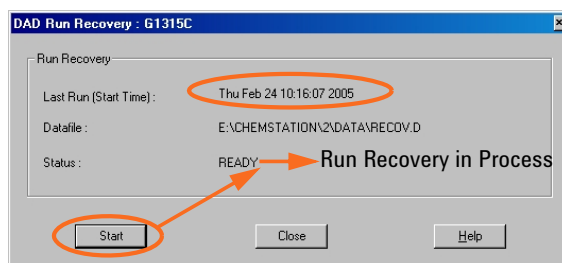 DAD Run Recovery : G1315C
Run Recovery
Last Run (Start Time) : Thu Feb 24 10:16:07 2005
Datafile : E:\CHEMSTATION\2\DATA\RECOV.D
Status : READY Run Recovery in Process
Start Close Help